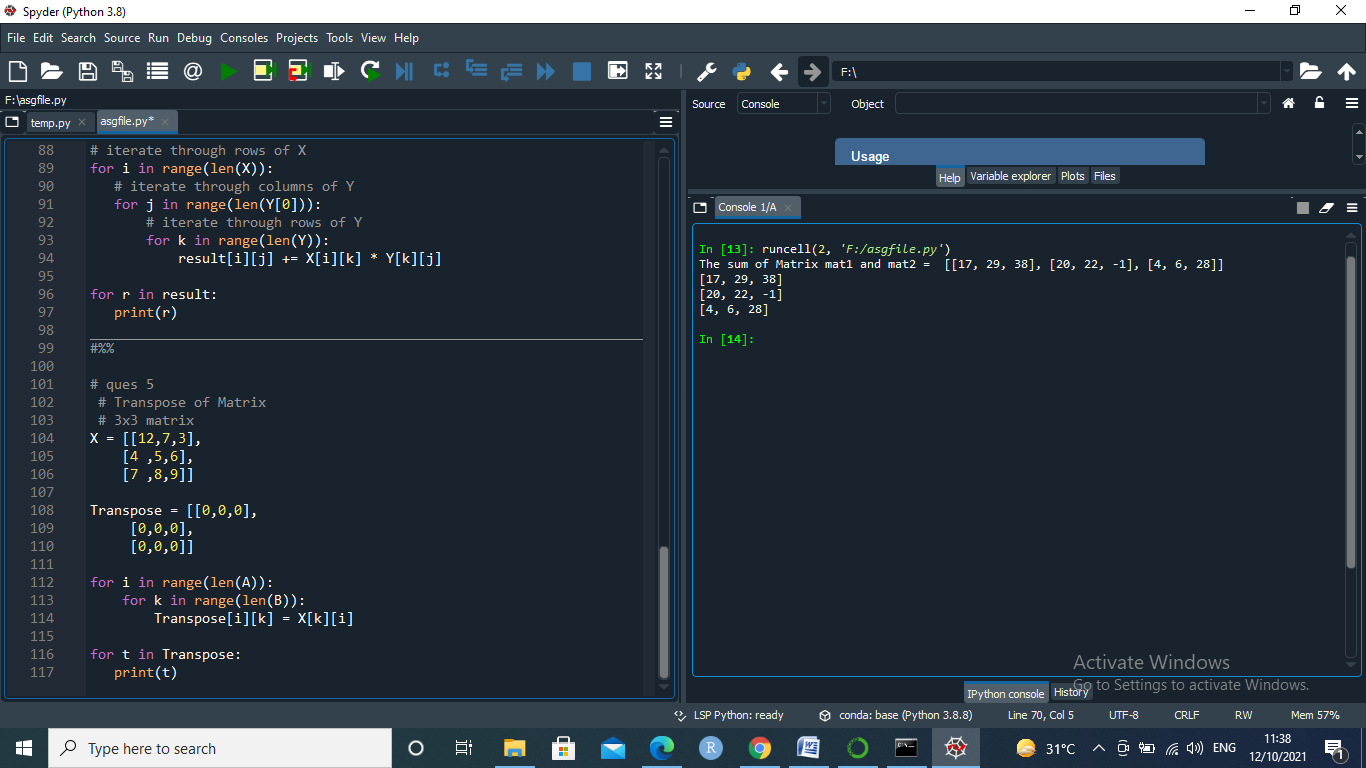 Spyder (Python 3.8)
File Edit Search Source Run Debug Consoles Projects Tools View Help
F:\
F:\asgfile.py
temp.py
asgfile.py*
88 # iterate through rows of X
89 for i in range(len(X)):
90 # iterate through columns of Y
91 for j in range(len(Y[0])):
92 # iterate through rows of Y
93 for k in range(len(Y)):
94 result[i][j] += X[i][k] * Y[k][j]
95
96 for r in result:
97 print(r)
98
99 #%%
100
101 # ques 5
102 # Transpose of Matrix
103 # 3x3 matrix
104 X = [[12,7,3],
105 [4 ,5,6],
106 [7 ,8,9]]
107
108 Transpose = [[0,0,0],
109 [0,0,0],
110 [0,0,0]]
111
112 for i in range(len(A)):
113 for k in range(len(B)):
114 Transpose[i][k] = X[k][i]
115
116 for t in Transpose:
117 print(t)
Source Console Object
Usage
Help Variable explorer Plots Files
Console 1/A
In [13]: runcell(2, 'F:/asgfile.py')
The sum of Matrix mat1 and mat2 =  [[17, 29, 38], [20, 22, -1], [4, 6, 28]]
[17, 29, 38]
[20, 22, -1]
[4, 6, 28]
In [14]:
Activate Windows
Go to Settings to activate Windows.
IPython console History
LSP Python: ready conda: base (Python 3.8.8) Line 70, Col 5 UTF-8 CRLF RW Mem 57%
Type here to search
R
W
31°C
ENG
11:38
12/10/2021
1